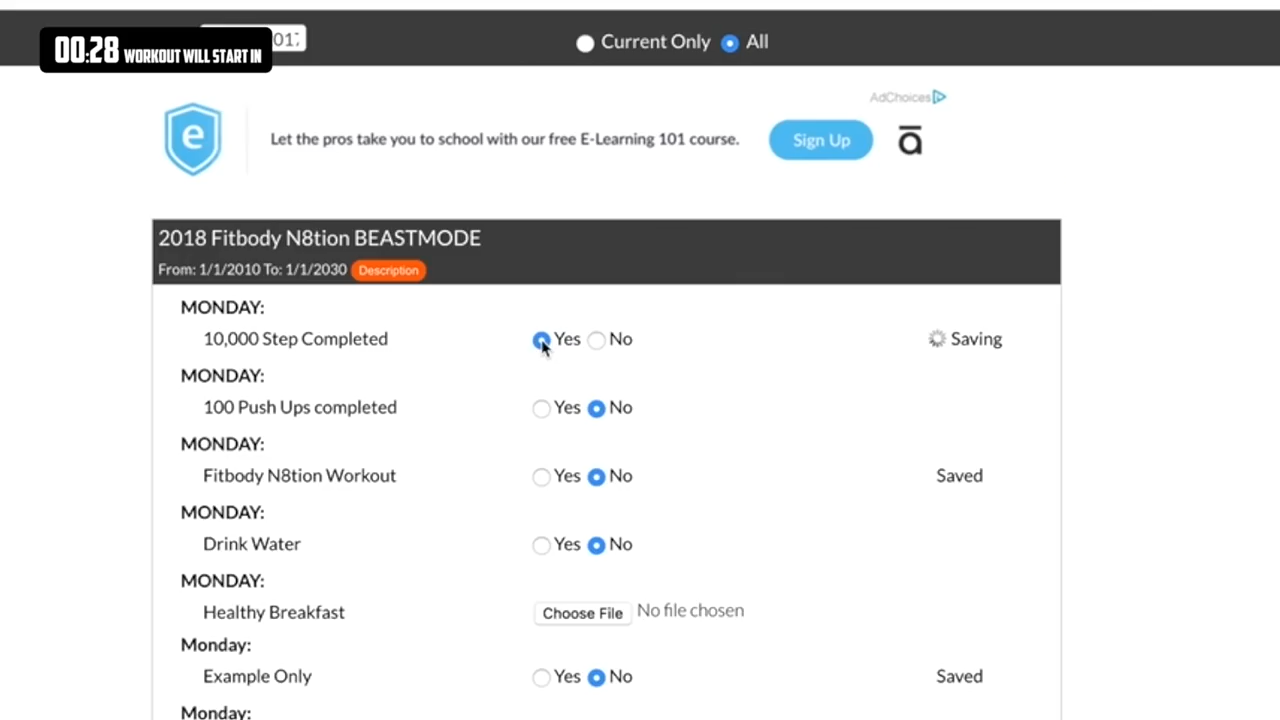 00:28 WORKOUT WILL START IN
Current Only All
AdChoices
e
Let the pros take you to school with our free E-Learning 101 course.
Sign Up
ā
2018 Fitbody N8tion BEASTMODE
From: 1/1/2010 To: 1/1/2030 Description
MONDAY:
10,000 Step Completed Yes No Saving
MONDAY:
100 Push Ups completed Yes No
MONDAY:
Fitbody N8tion Workout Yes No Saved
MONDAY:
Drink Water Yes No
MONDAY:
Healthy Breakfast Choose File No file chosen
Monday:
Example Only Yes No Saved
Monday: